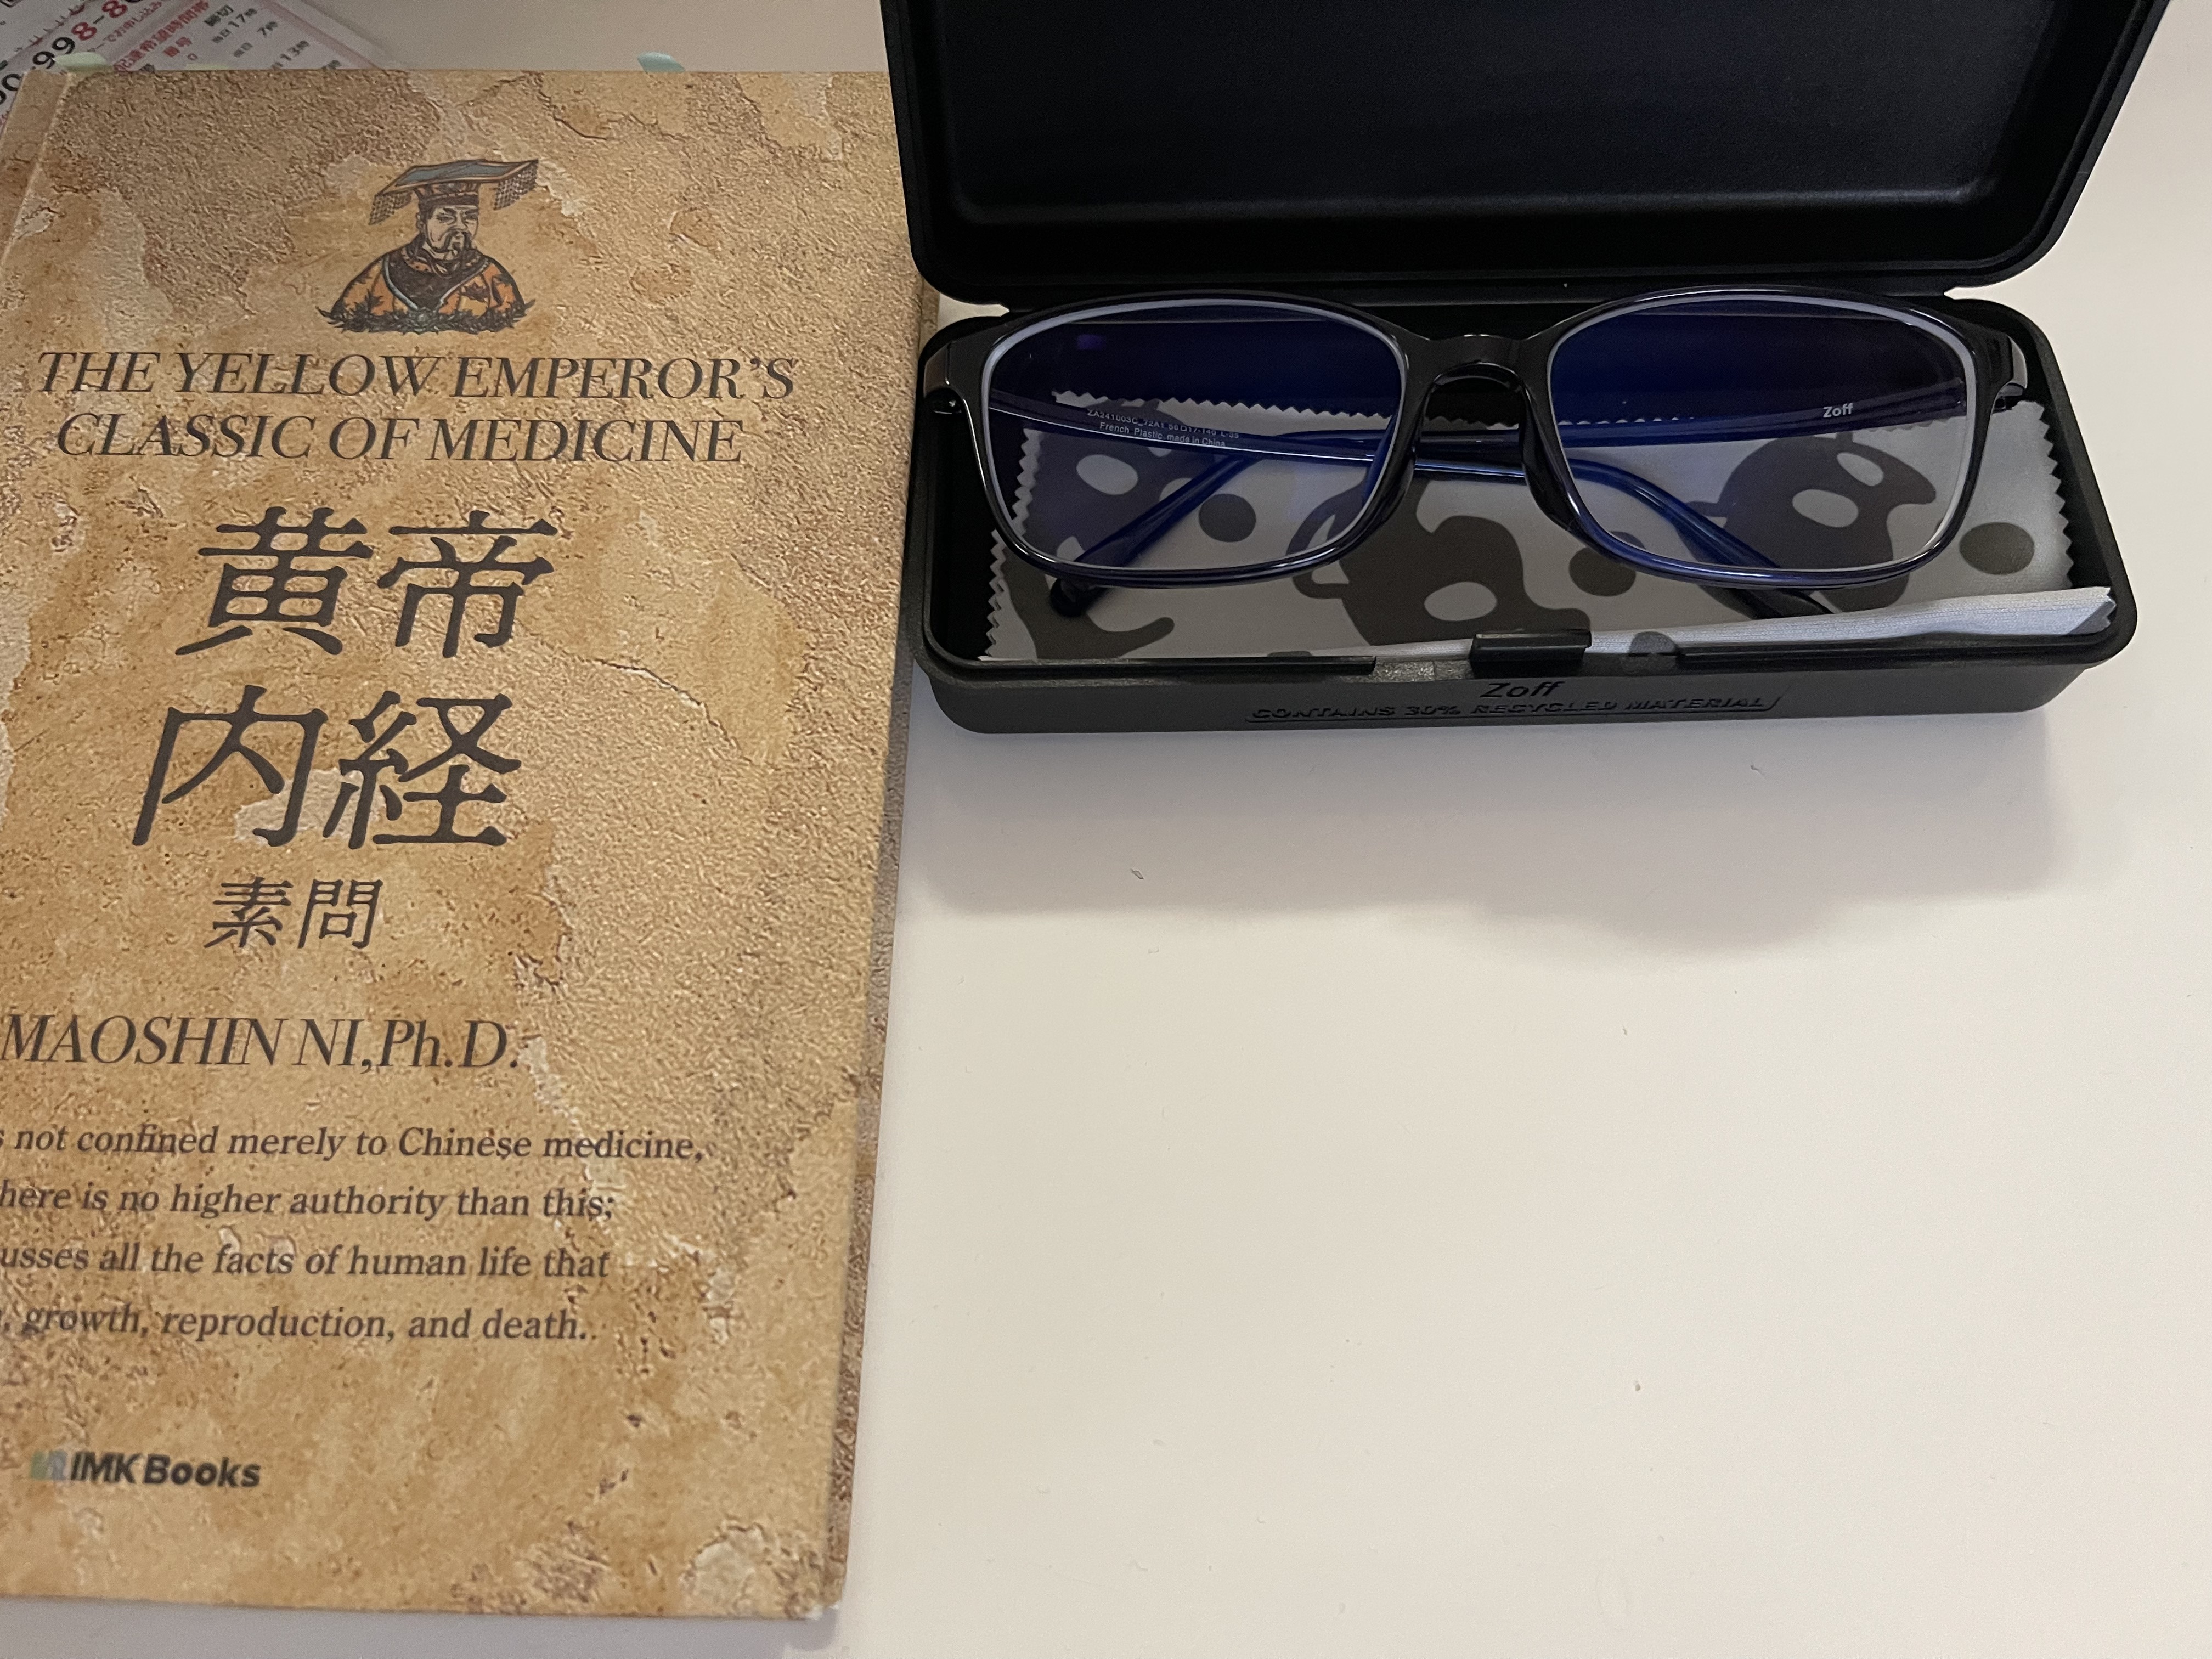 THE YELLOW EMPEROR'S
CLASSIC OF MEDICINE
黄帝
内経
素問
MAOSHIN NI,Ph.D.
not confined merely to Chinese medicine,
here is no higher authority than this;
usses all the facts of human life that
growth, reproduction, and death.
IMK Books
Zoff
French Plastic made in China
Zoff
CONTAINS 30% RECYCLED MATERIAL